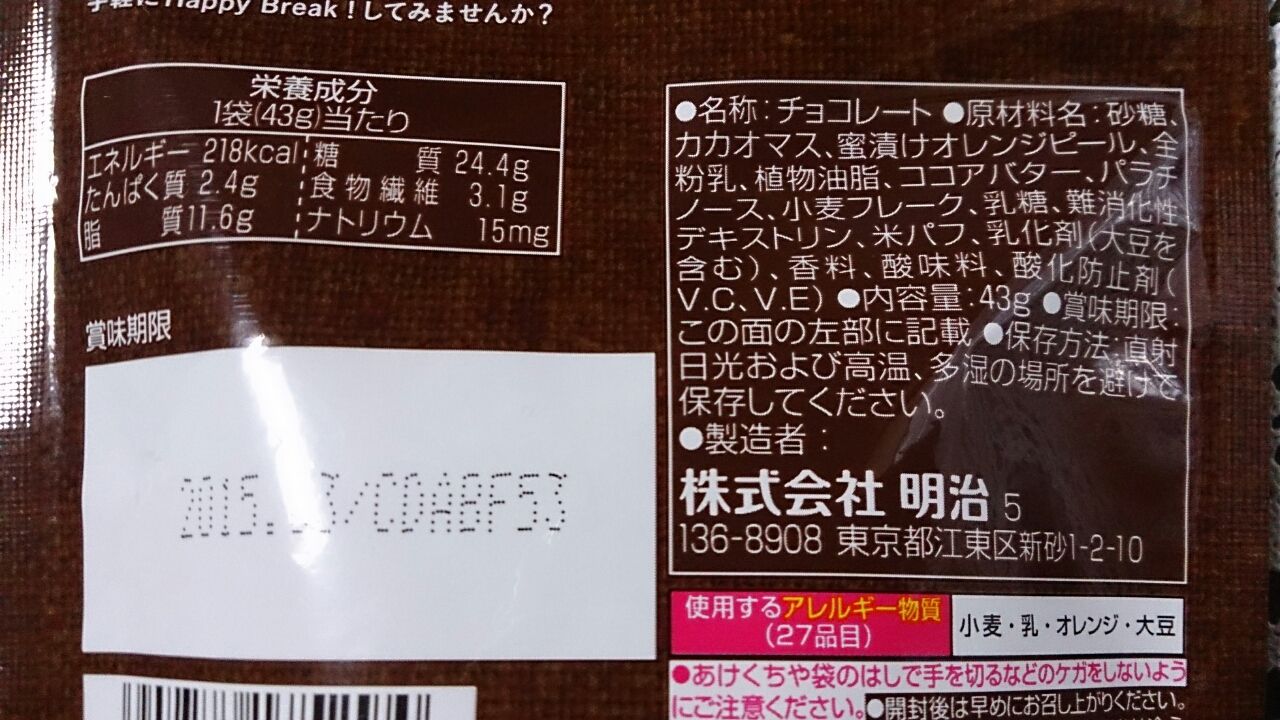 手軽にHappy Break!してみませんか?
栄養成分
1袋(43g)当たり
エネルギー 218kcal 糖質 24.4g
たんぱく質 2.4g 食物繊維 3.1g
脂質 11.6g ナトリウム 15mg
賞味期限
/CDABF53
●名称:チョコレート ●原材料名:砂糖、
カカオマス、蜜漬けオレンジピール、全
粉乳、植物油脂、ココアバター、パラチ
ノース、小麦フレーク、乳糖、難消化性
デキストリン、米パフ、乳化剤(大豆を
含む)、香料、酸味料、酸化防止剤(
V.C、V.E) ●内容量:43g ●賞味期限:
この面の左部に記載 ●保存方法:直射
日光および高温、多湿の場所を避けて
保存してください。
●製造者:
株式会社 明治 5
136-8908 東京都江東区新砂1-2-10
使用するアレルギー物質
(27品目)
小麦・乳・オレンジ・大豆
●あけくちや袋のはしで手を切るなどのケガをしないよう
にご注意ください。●開封後は早めにお召し上がりください。